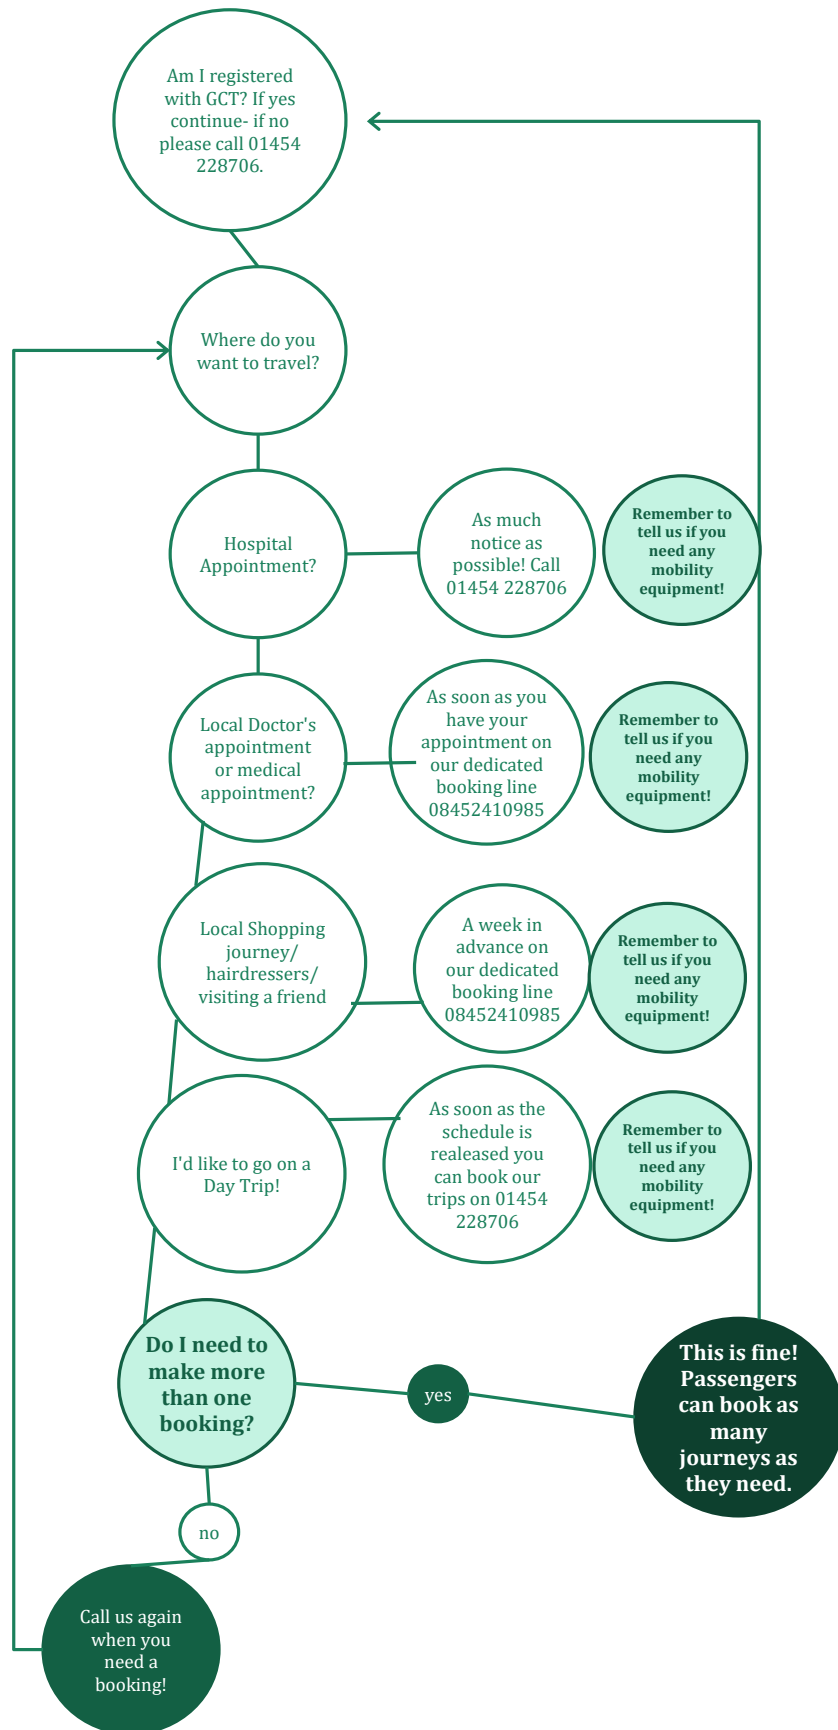 Am I registered
with GCT? If yes
continue- if no
please call 01454
228706.
Where do you
want to travel?
Hospital
Appointment?
As much
notice as
possible! Call
01454 228706
Remember to
tell us if you
need any
mobility
equipment!
Local Doctor's
appointment
or medical
appointment?
As soon as you
have your
appointment on
our dedicated
booking line
08452410985
Remember to
tell us if you
need any
mobility
equipment!
Local Shopping
journey/
hairdressers/
visiting a friend
A week in
advance on
our dedicated
booking line
08452410985
Remember to
tell us if you
need any
mobility
equipment!
I'd like to go on a
Day Trip!
As soon as the
schedule is
realeased you
can book our
trips on 01454
228706
Remember to
tell us if you
need any
mobility
equipment!
Do I need to
make more
than one
booking?
yes
This is fine!
Passengers
can book as
many
journeys as
they need.
no
Call us again
when you
need a
booking!